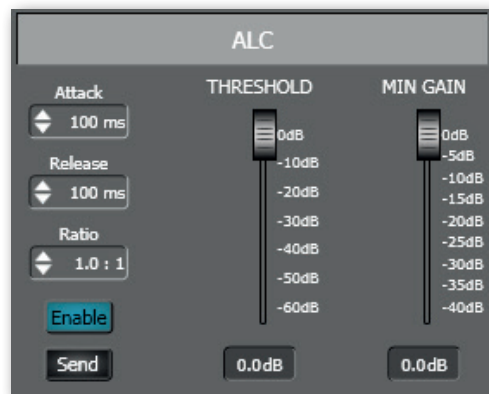 ALC
Attack
100 ms
Release
100 ms
Ratio
1.0 : 1
Enable
Send
THRESHOLD
0dB
-10dB
-20dB
-30dB
-40dB
-50dB
-60dB
0.0dB
MIN GAIN
0dB
-5dB
-10dB
-15dB
-20dB
-25dB
-30dB
-35dB
-40dB
0.0dB